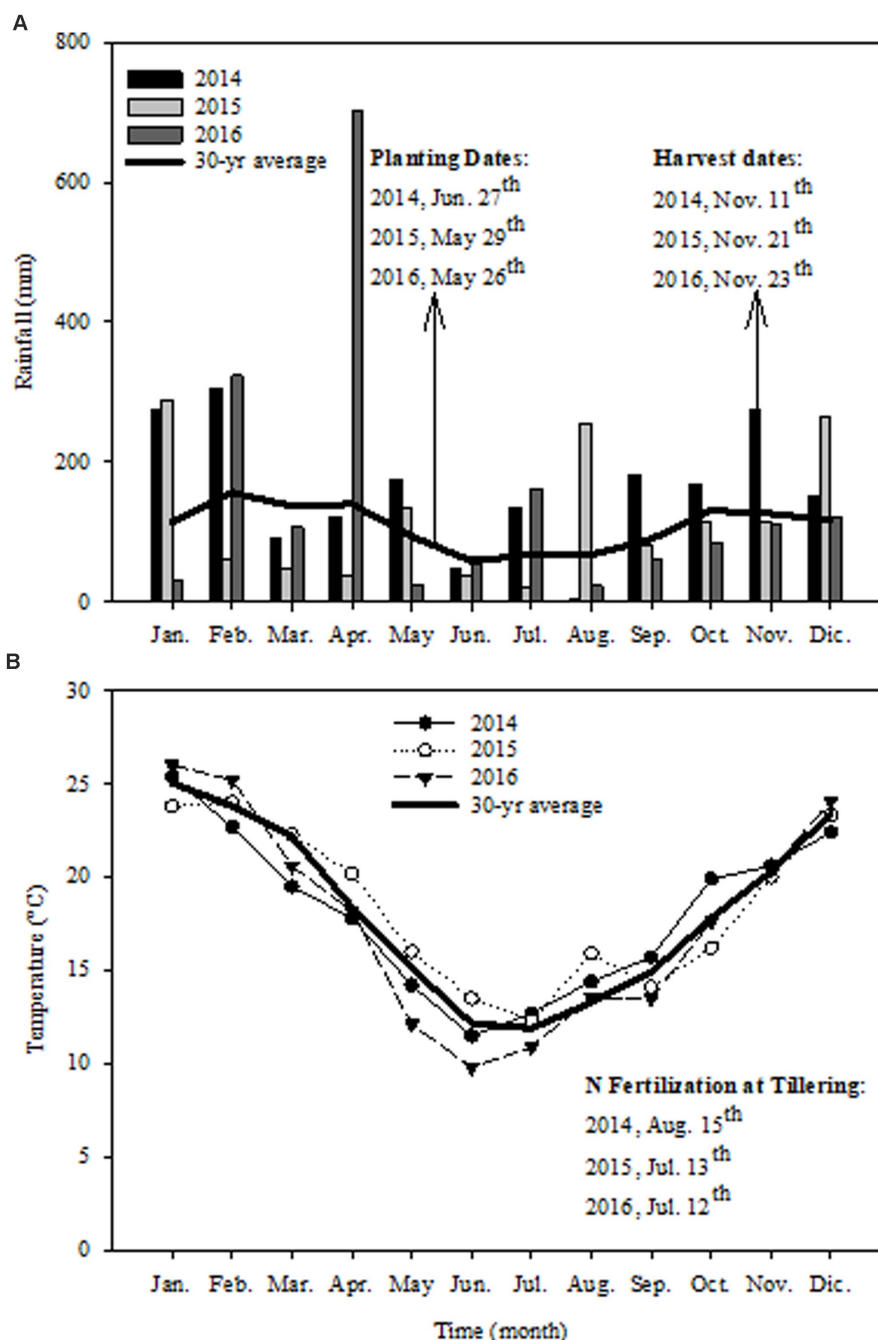 A
800
600
400
200
0
Rainfall (mm)
2014
2015
2016
30-yr average
Planting Dates:
2014, Jun. 27th
2015, May 29th
2016, May 26th
Harvest dates:
2014, Nov. 11th
2015, Nov. 21th
2016, Nov. 23th
Jan. Feb. Mar. Apr. May Jun. Jul. Aug. Sep. Oct. Nov. Dic.
B
30
25
20
15
10
5
0
Temperature (ºC)
2014
2015
2016
30-yr average
N Fertilization at Tillering:
2014, Aug. 15th
2015, Jul. 13th
2016, Jul. 12th
Jan. Feb. Mar. Apr. May Jun. Jul. Aug. Sep. Oct. Nov. Dic.
Time (month)